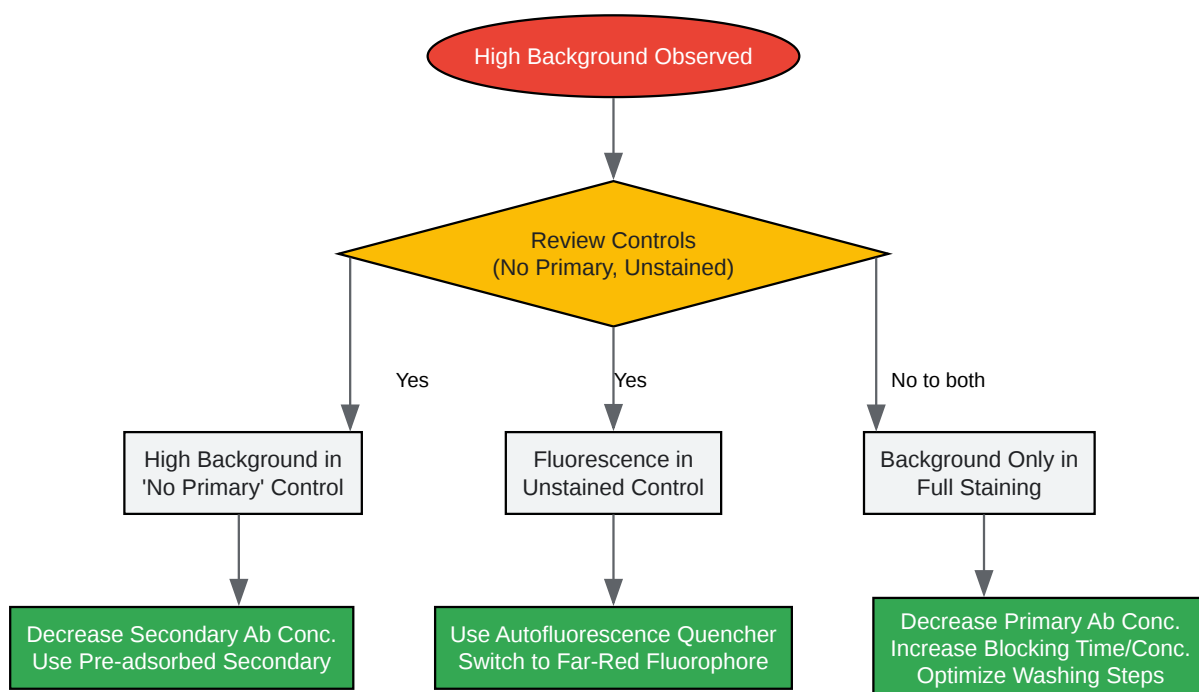 High Background Observed
Review Controls
(No Primary, Unstained)
Yes
Yes
No to both
High Background in
'No Primary' Control
Fluorescence in
Unstained Control
Background Only in
Full Staining
Decrease Secondary Ab Conc.
Use Pre-adsorbed Secondary
Use Autofluorescence Quencher
Switch to Far-Red Fluorophore
Decrease Primary Ab Conc.
Increase Blocking Time/Conc.
Optimize Washing Steps